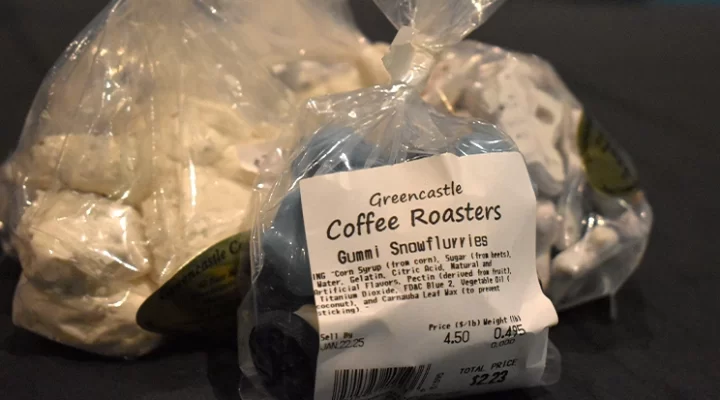 Greencastle
Coffee Roasters
Gummi Snowflurries
ING "Corn Syrup (from corn), Sugar (from beets),
Water, Gelatin, Citric Acid, Natural and
Artificial Flavors, Pectin (derived from fruit),
Titanium Dioxide, FD&C Blue 2, Vegetable Oil (
coconut), and Carnauba Leaf Wax (to prevent
sticking)
Sell By Price ($/lb) Weight (lb)
JAN.22.25 4.50 0.495
0.000
TOTAL PRICE
$2.23
Greencastle C